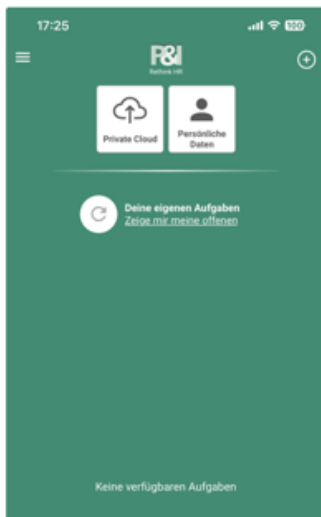 17:25
100
P&I
Rethink HR
Private Cloud
Persönliche
Daten
Deine eigenen Aufgaben
Zeige mir meine offenen
Keine verfügbaren Aufgaben